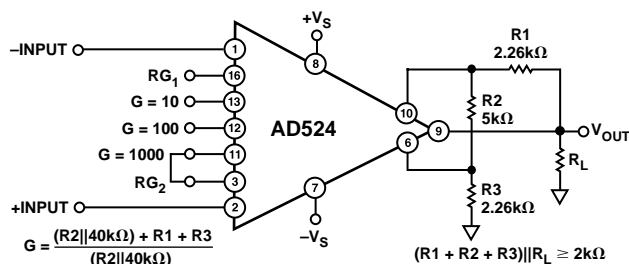 –INPUT
1
+VS
8
R1
2.26kΩ
RG1
16
G = 10
13
10
R2
5kΩ
G = 100
12
AD524
9
VOUT
G = 1000
11
6
RL
RG2
3
7
R3
2.26kΩ
+INPUT
2
–VS
G = (R2||40kΩ) + R1 + R3
(R2||40kΩ)
(R1 + R2 + R3)||RL ≥ 2kΩ